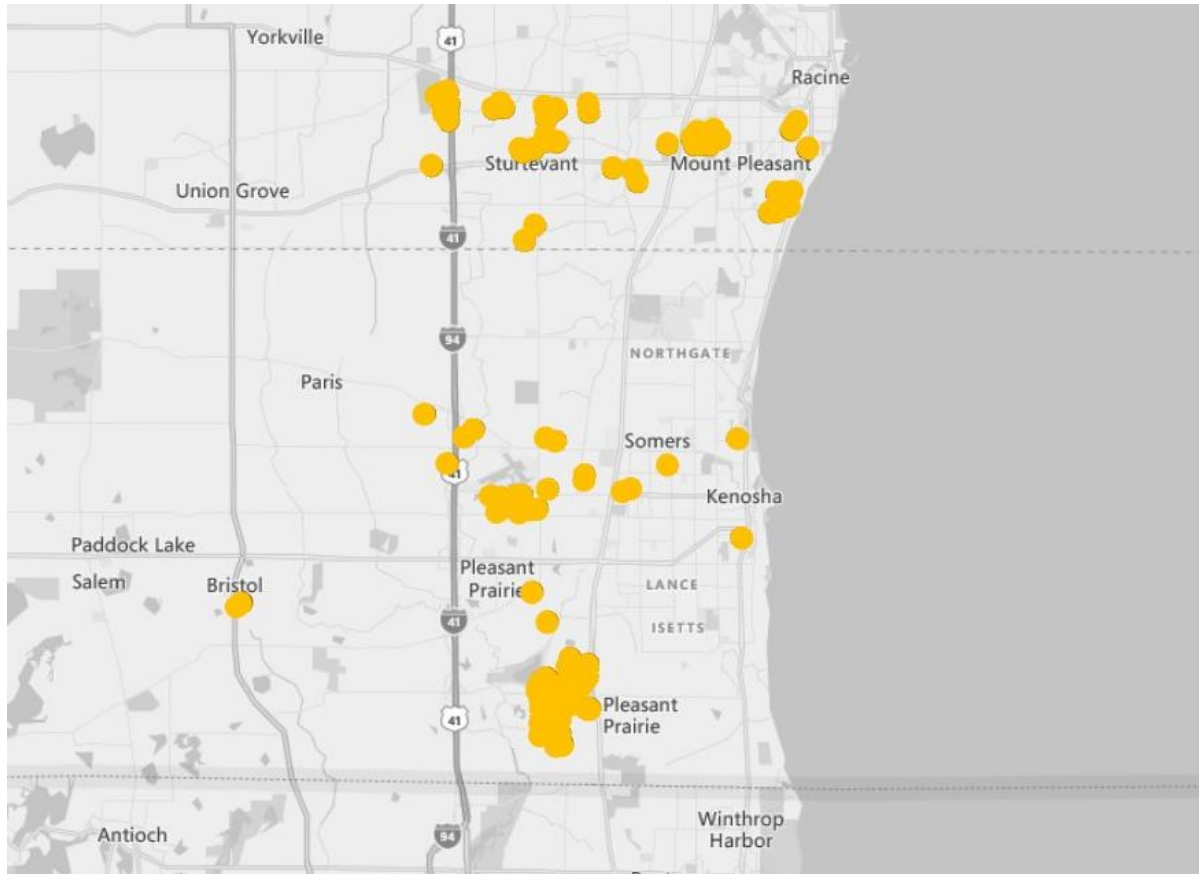 Yorkville
41
Racine
Sturtevant
Mount Pleasant
Union Grove
41
94
NORTHGATE
Paris
Somers
41
Kenosha
Paddock Lake
Pleasant
Prairie
Salem
Bristol
LANCE
41
ISETTS
Pleasant
Prairie
41
Winthrop
Harbor
Antioch
94